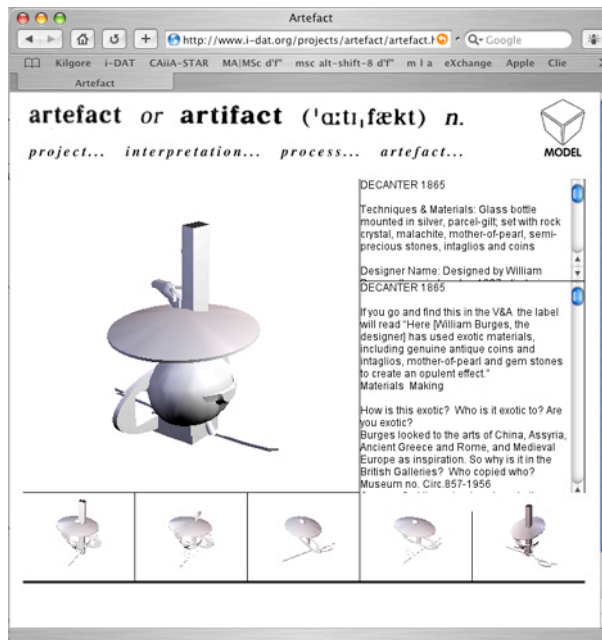 Artefact
http://www.i-dat.org/projects/artefact/artefact.h
Google
Kilgore i-DAT CAiiA-STAR MA|MSc d'f" msc alt-shift-8 d'f" m l a eXchange Apple Clie
Artefact
artefact or artifact ('ɑːtɪˌfækt) n.
project... interpretation... process... artefact...
MODEL
DECANTER 1865
Techniques & Materials: Glass bottle
mounted in silver, parcel-gilt; set with rock
crystal, malachite, mother-of-pearl, semi-
precious stones, intaglios and coins
Designer Name: Designed by William
DECANTER 1865
If you go and find this in the V&A the label
will read "Here [William Burges, the
designer] has used exotic materials,
including genuine antique coins and
intaglios, mother-of-pearl and gem stones
to create an opulent effect."
Materials Making
How is this exotic? Who is it exotic to? Are
you exotic?
Burges looked to the arts of China, Assyria,
Ancient Greece and Rome, and Medieval
Europe as inspiration. So why is it in the
British Galleries? Who copied who?
Museum no. Circ.857-1956